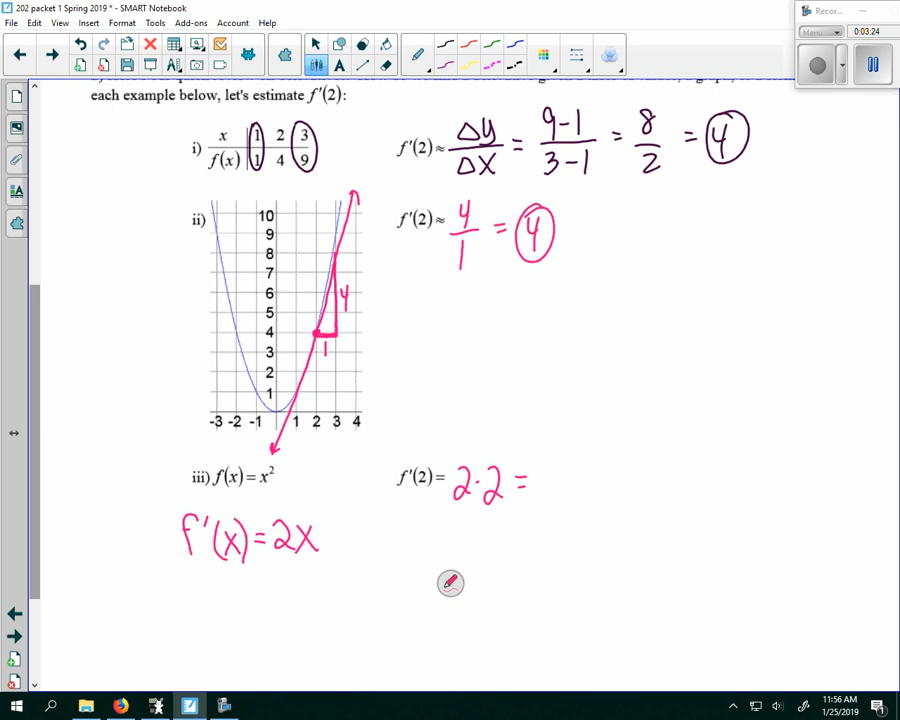 202 packet 1 Spring 2019 * - SMART Notebook
Recor...
File Edit View Insert Format Tools Add-ons Account Help
Menu 0:03:24
each example below, let's estimate f'(2):
i) x 1 2 3
f(x) 1 4 9
f'(2) ≈ Δy/Δx = 9-1/3-1 = 8/2 = 4
ii) f'(2) ≈ 4/1 = 4
10
9
8
7
6
5
4
3
2
1
-3 -2 -1 1 2 3 4
4
1
iii) f(x) = x² f'(2) = 2·2 =
f'(x) = 2x
11:56 AM
1/25/2019
1